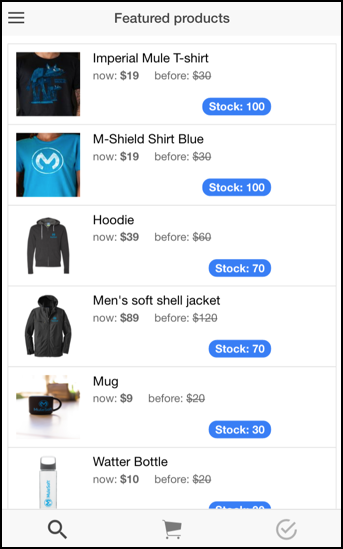 Featured products
Imperial Mule T-shirt
now: $19 before: $30
Stock: 100
M-Shield Shirt Blue
now: $19 before: $30
Stock: 100
Hoodie
now: $39 before: $60
Stock: 70
Men's soft shell jacket
now: $89 before: $120
Stock: 70
Mug
now: $9 before: $20
Stock: 30
Watter Bottle
now: $10 before: $20